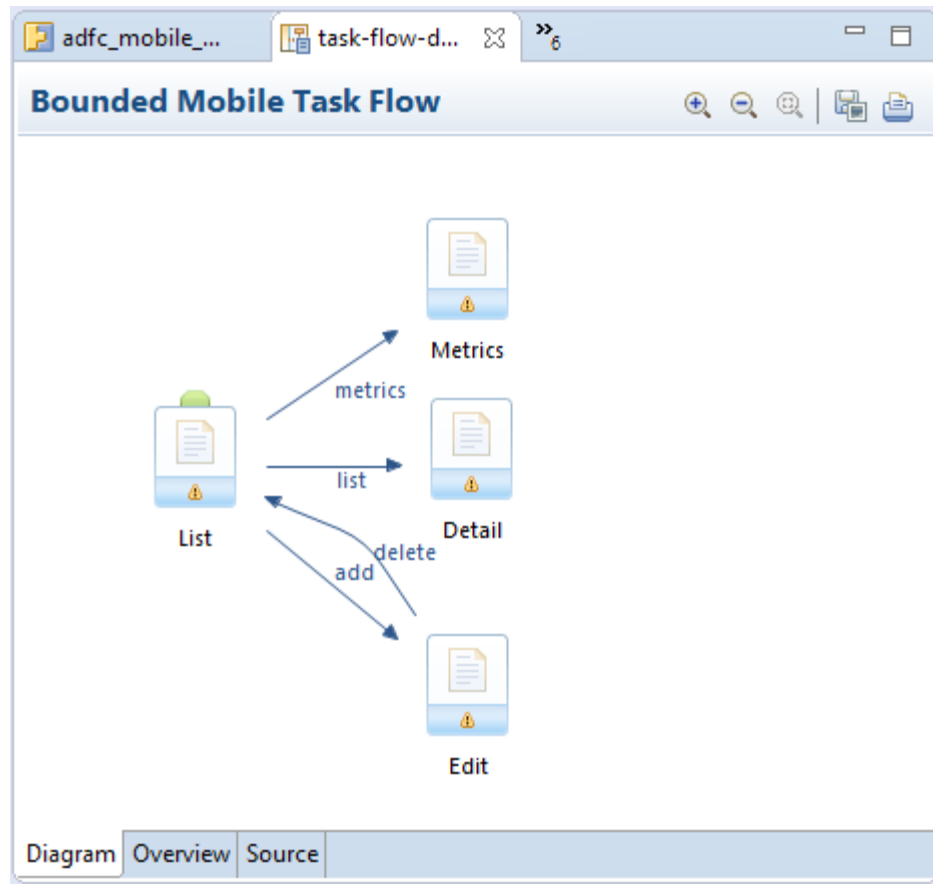 adfc_mobile_... task-flow-d... »6
Bounded Mobile Task Flow
Metrics
metrics
list
List
Detail
delete
add
Edit
Diagram Overview Source